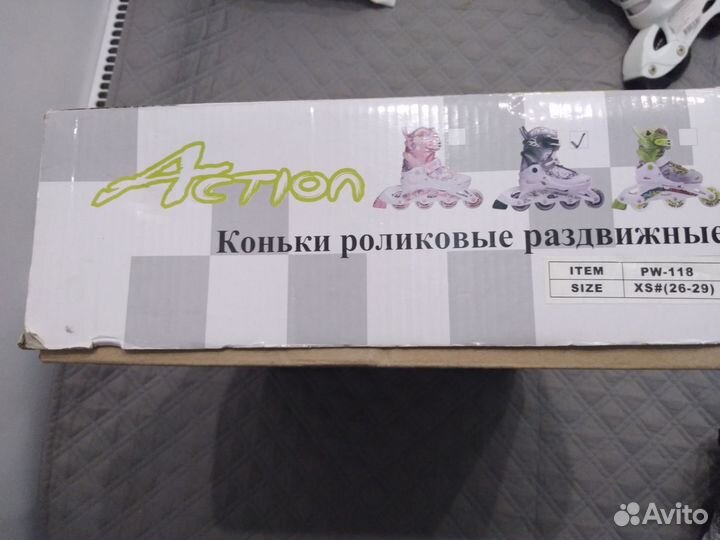 Action
Коньки роликовые раздвижные
ITEM PW-118
SIZE XS#(26-29)
Avito